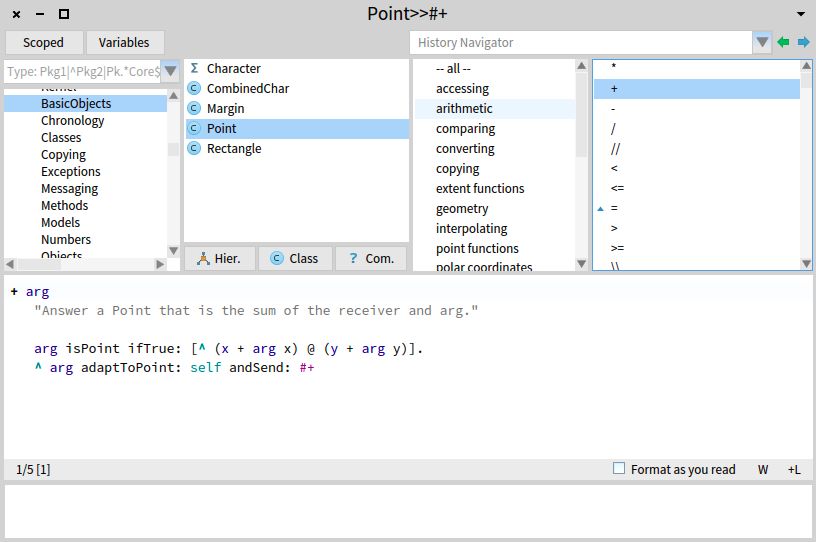 Point>>#+
Scoped
Variables
History Navigator
Type: Pkg1|^Pkg2|Pk.*Core$
Kernel
BasicObjects
Chronology
Classes
Copying
Exceptions
Messaging
Methods
Models
Numbers
Objects
Σ Character
C CombinedChar
C Margin
C Point
C Rectangle
Hier.
C Class
? Com.
-- all --
accessing
arithmetic
comparing
converting
copying
extent functions
geometry
interpolating
point functions
polar coordinates
*
+
-
/
//
<
<=
=
>
>=
\\
+ arg
"Answer a Point that is the sum of the receiver and arg."
arg isPoint ifTrue: [^ (x + arg x) @ (y + arg y)].
^ arg adaptToPoint: self andSend: #+
1/5 [1]
Format as you read
W
+L